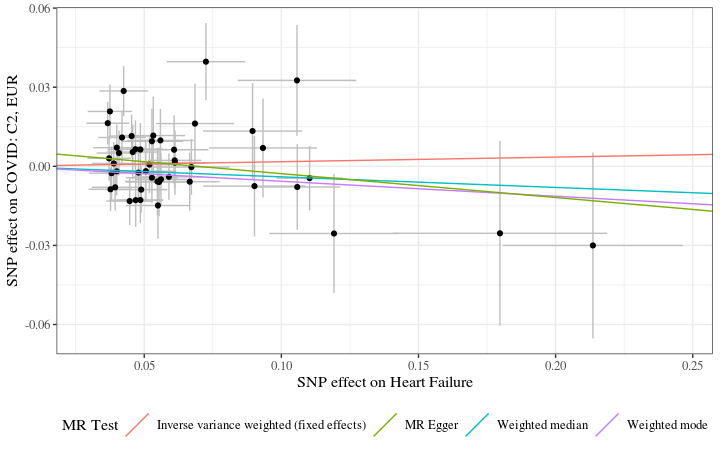 0.06
0.03
0.00
-0.03
-0.06
SNP effect on COVID: C2, EUR
0.05
0.10
0.15
0.20
0.25
SNP effect on Heart Failure
MR Test
Inverse variance weighted (fixed effects)
MR Egger
Weighted median
Weighted mode